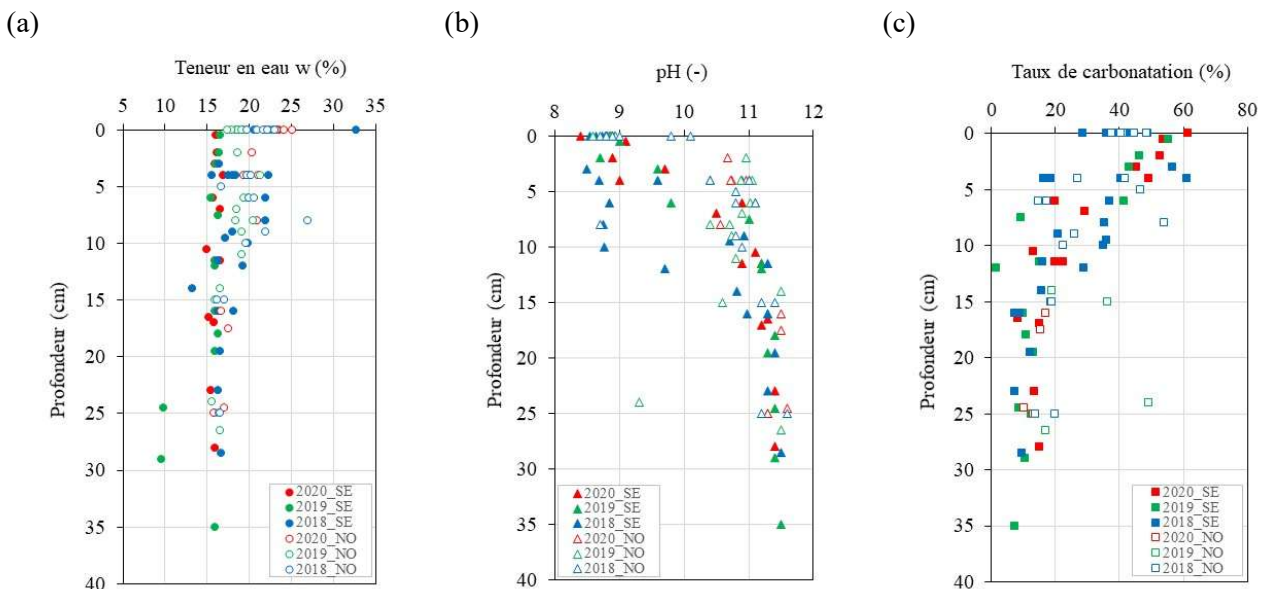 (a)
Teneur en eau w (%)
5 10 15 20 25 30 35
0
5
10
15
20
25
30
35
40
Profondeur (cm)
2020_SE
2019_SE
2018_SE
2020_NO
2019_NO
2018_NO
(b)
pH (-)
8 9 10 11 12
0
5
10
15
20
25
30
35
40
Profondeur (cm)
2020_SE
2019_SE
2018_SE
2020_NO
2019_NO
2018_NO
(c)
Taux de carbonatation (%)
0 20 40 60 80
0
5
10
15
20
25
30
35
40
Profondeur (cm)
2020_SE
2019_SE
2018_SE
2020_NO
2019_NO
2018_NO